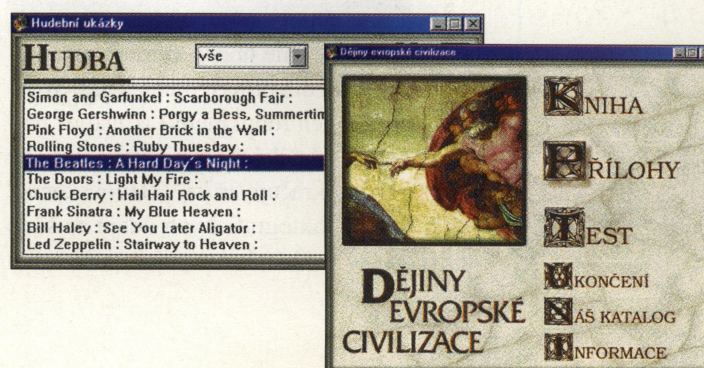 Hudební ukázky
HUDBA
vše
Simon and Garfunkel : Scarborough Fair :
George Gershwinn : Porgy a Bess, Summertin
Pink Floyd : Another Brick in the Wall :
Rolling Stones : Ruby Thuesday :
The Beatles : A Hard Day´s Night :
The Doors : Light My Fire :
Chuck Berry : Hail Hail Rock and Roll :
Frank Sinatra : My Blue Heaven :
Bill Haley : See You Later Aligator :
Led Zeppelin : Stairway to Heaven :
Dějiny evropské civilizace
KNIHA
PŘÍLOHY
TEST
UKONČENÍ
NÁŠ KATALOG
INFORMACE
DĚJINY
EVROPSKÉ
CIVILIZACE